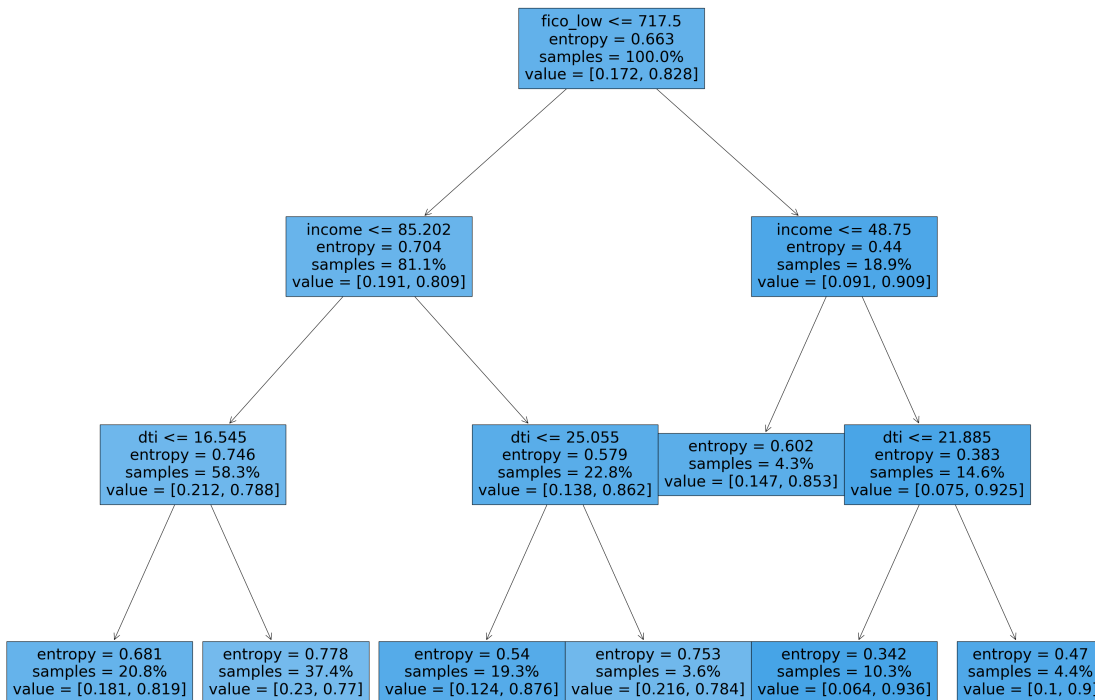 fico_low <= 717.5
entropy = 0.663
samples = 100.0%
value = [0.172, 0.828]
income <= 85.202
entropy = 0.704
samples = 81.1%
value = [0.191, 0.809]
income <= 48.75
entropy = 0.44
samples = 18.9%
value = [0.091, 0.909]
dti <= 16.545
entropy = 0.746
samples = 58.3%
value = [0.212, 0.788]
dti <= 25.055
entropy = 0.579
samples = 22.8%
value = [0.138, 0.862]
entropy = 0.602
samples = 4.3%
value = [0.147, 0.853]
dti <= 21.885
entropy = 0.383
samples = 14.6%
value = [0.075, 0.925]
entropy = 0.681
samples = 20.8%
value = [0.181, 0.819]
entropy = 0.778
samples = 37.4%
value = [0.23, 0.77]
entropy = 0.54
samples = 19.3%
value = [0.124, 0.876]
entropy = 0.753
samples = 3.6%
value = [0.216, 0.784]
entropy = 0.342
samples = 10.3%
value = [0.064, 0.936]
entropy = 0.47
samples = 4.4%
value = [0.1,